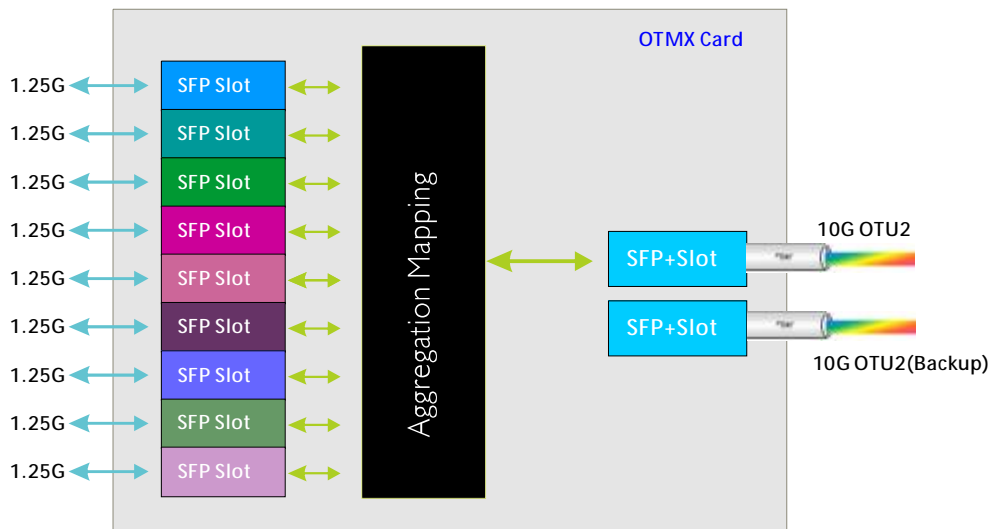 OTMX Card
1.25G SFP Slot
1.25G SFP Slot
1.25G SFP Slot
1.25G SFP Slot
1.25G SFP Slot
1.25G SFP Slot
1.25G SFP Slot
1.25G SFP Slot
1.25G SFP Slot
Aggregation Mapping
SFP+Slot
10G OTU2
SFP+Slot
10G OTU2(Backup)